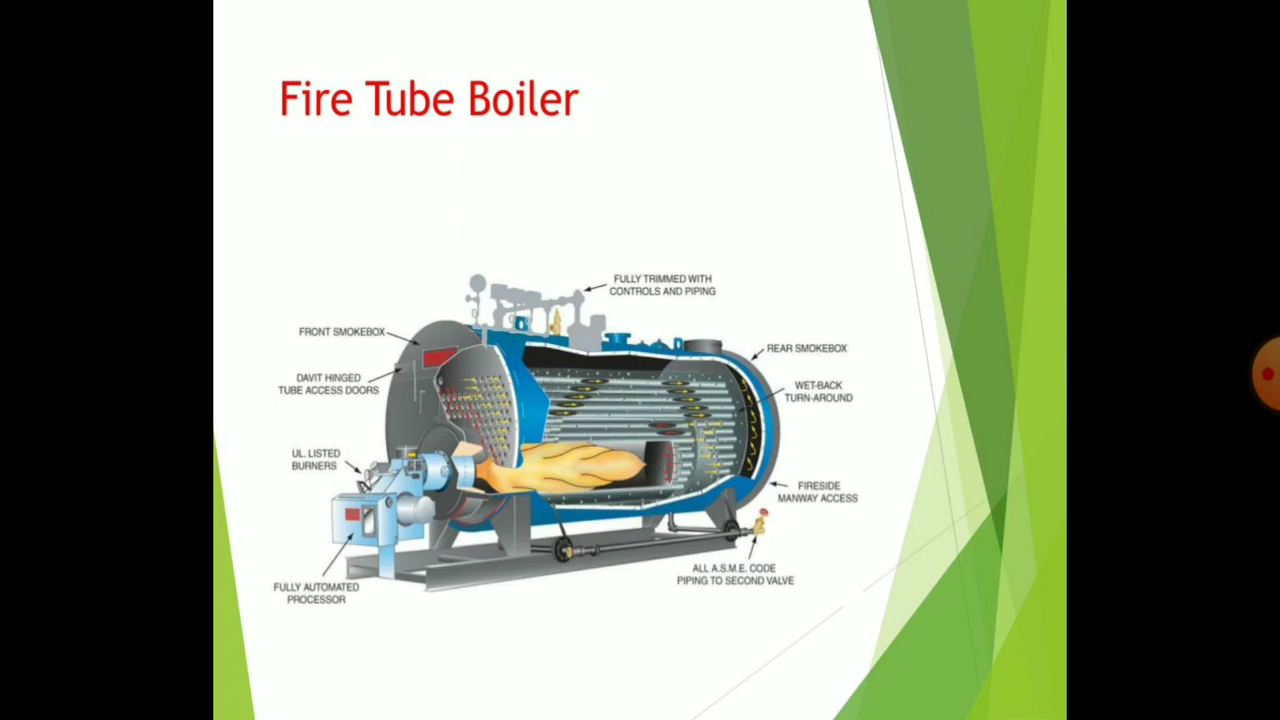 Fire Tube Boiler
FULLY TRIMMED WITH
CONTROLS AND PIPING
FRONT SMOKEBOX
REAR SMOKEBOX
DAVIT HINGED
TUBE ACCESS DOORS
WET-BACK
TURN-AROUND
UL. LISTED
BURNERS
FIRESIDE
MANWAY ACCESS
ALL A.S.M.E. CODE
PIPING TO SECOND VALVE
FULLY AUTOMATED
PROCESSOR